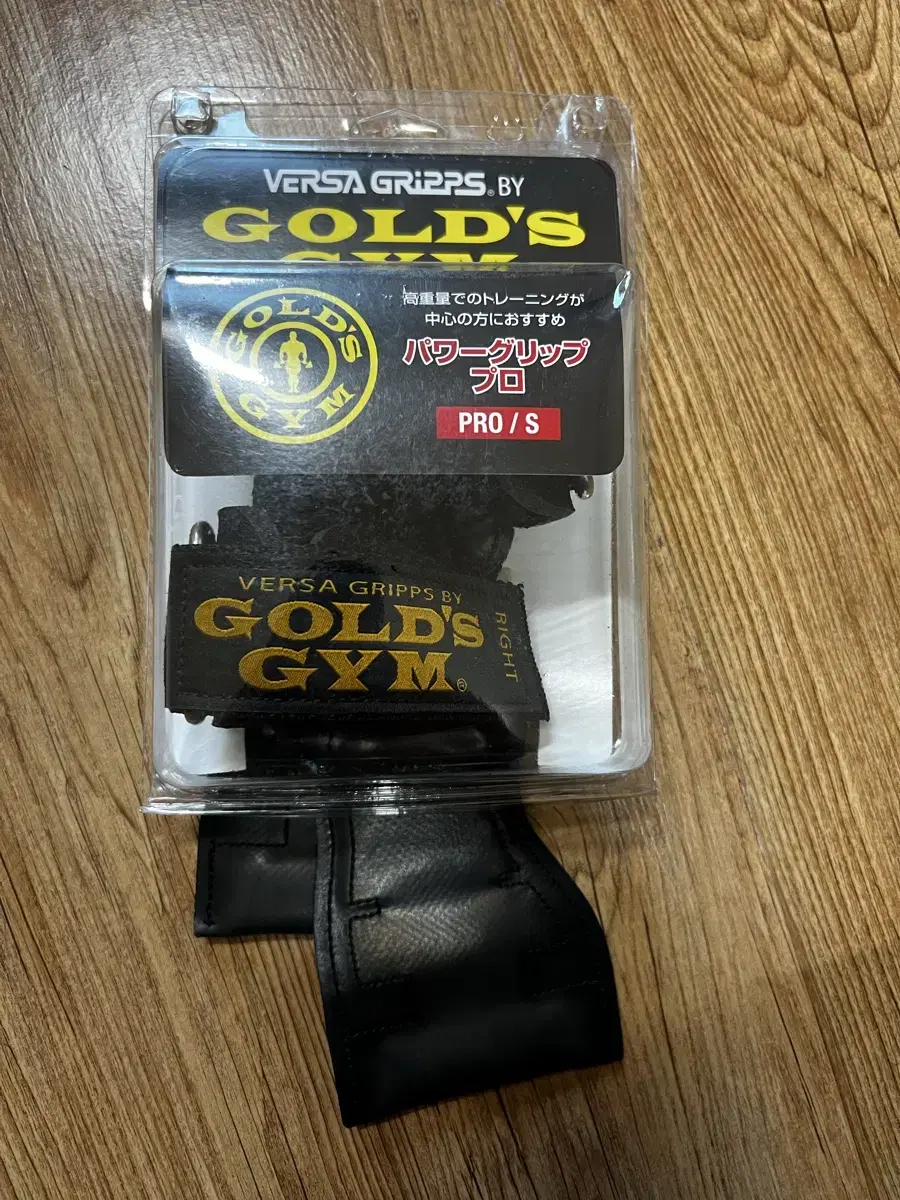 VERSA GRIPPS® BY
GOLD'S
GYM
GOLD'S
GYM
高重量でのトレーニングが
中心の方におすすめ
パワーグリップ
プロ
PRO / S
VERSA GRIPPS BY
GOLD'S
GYM®
RIGHT